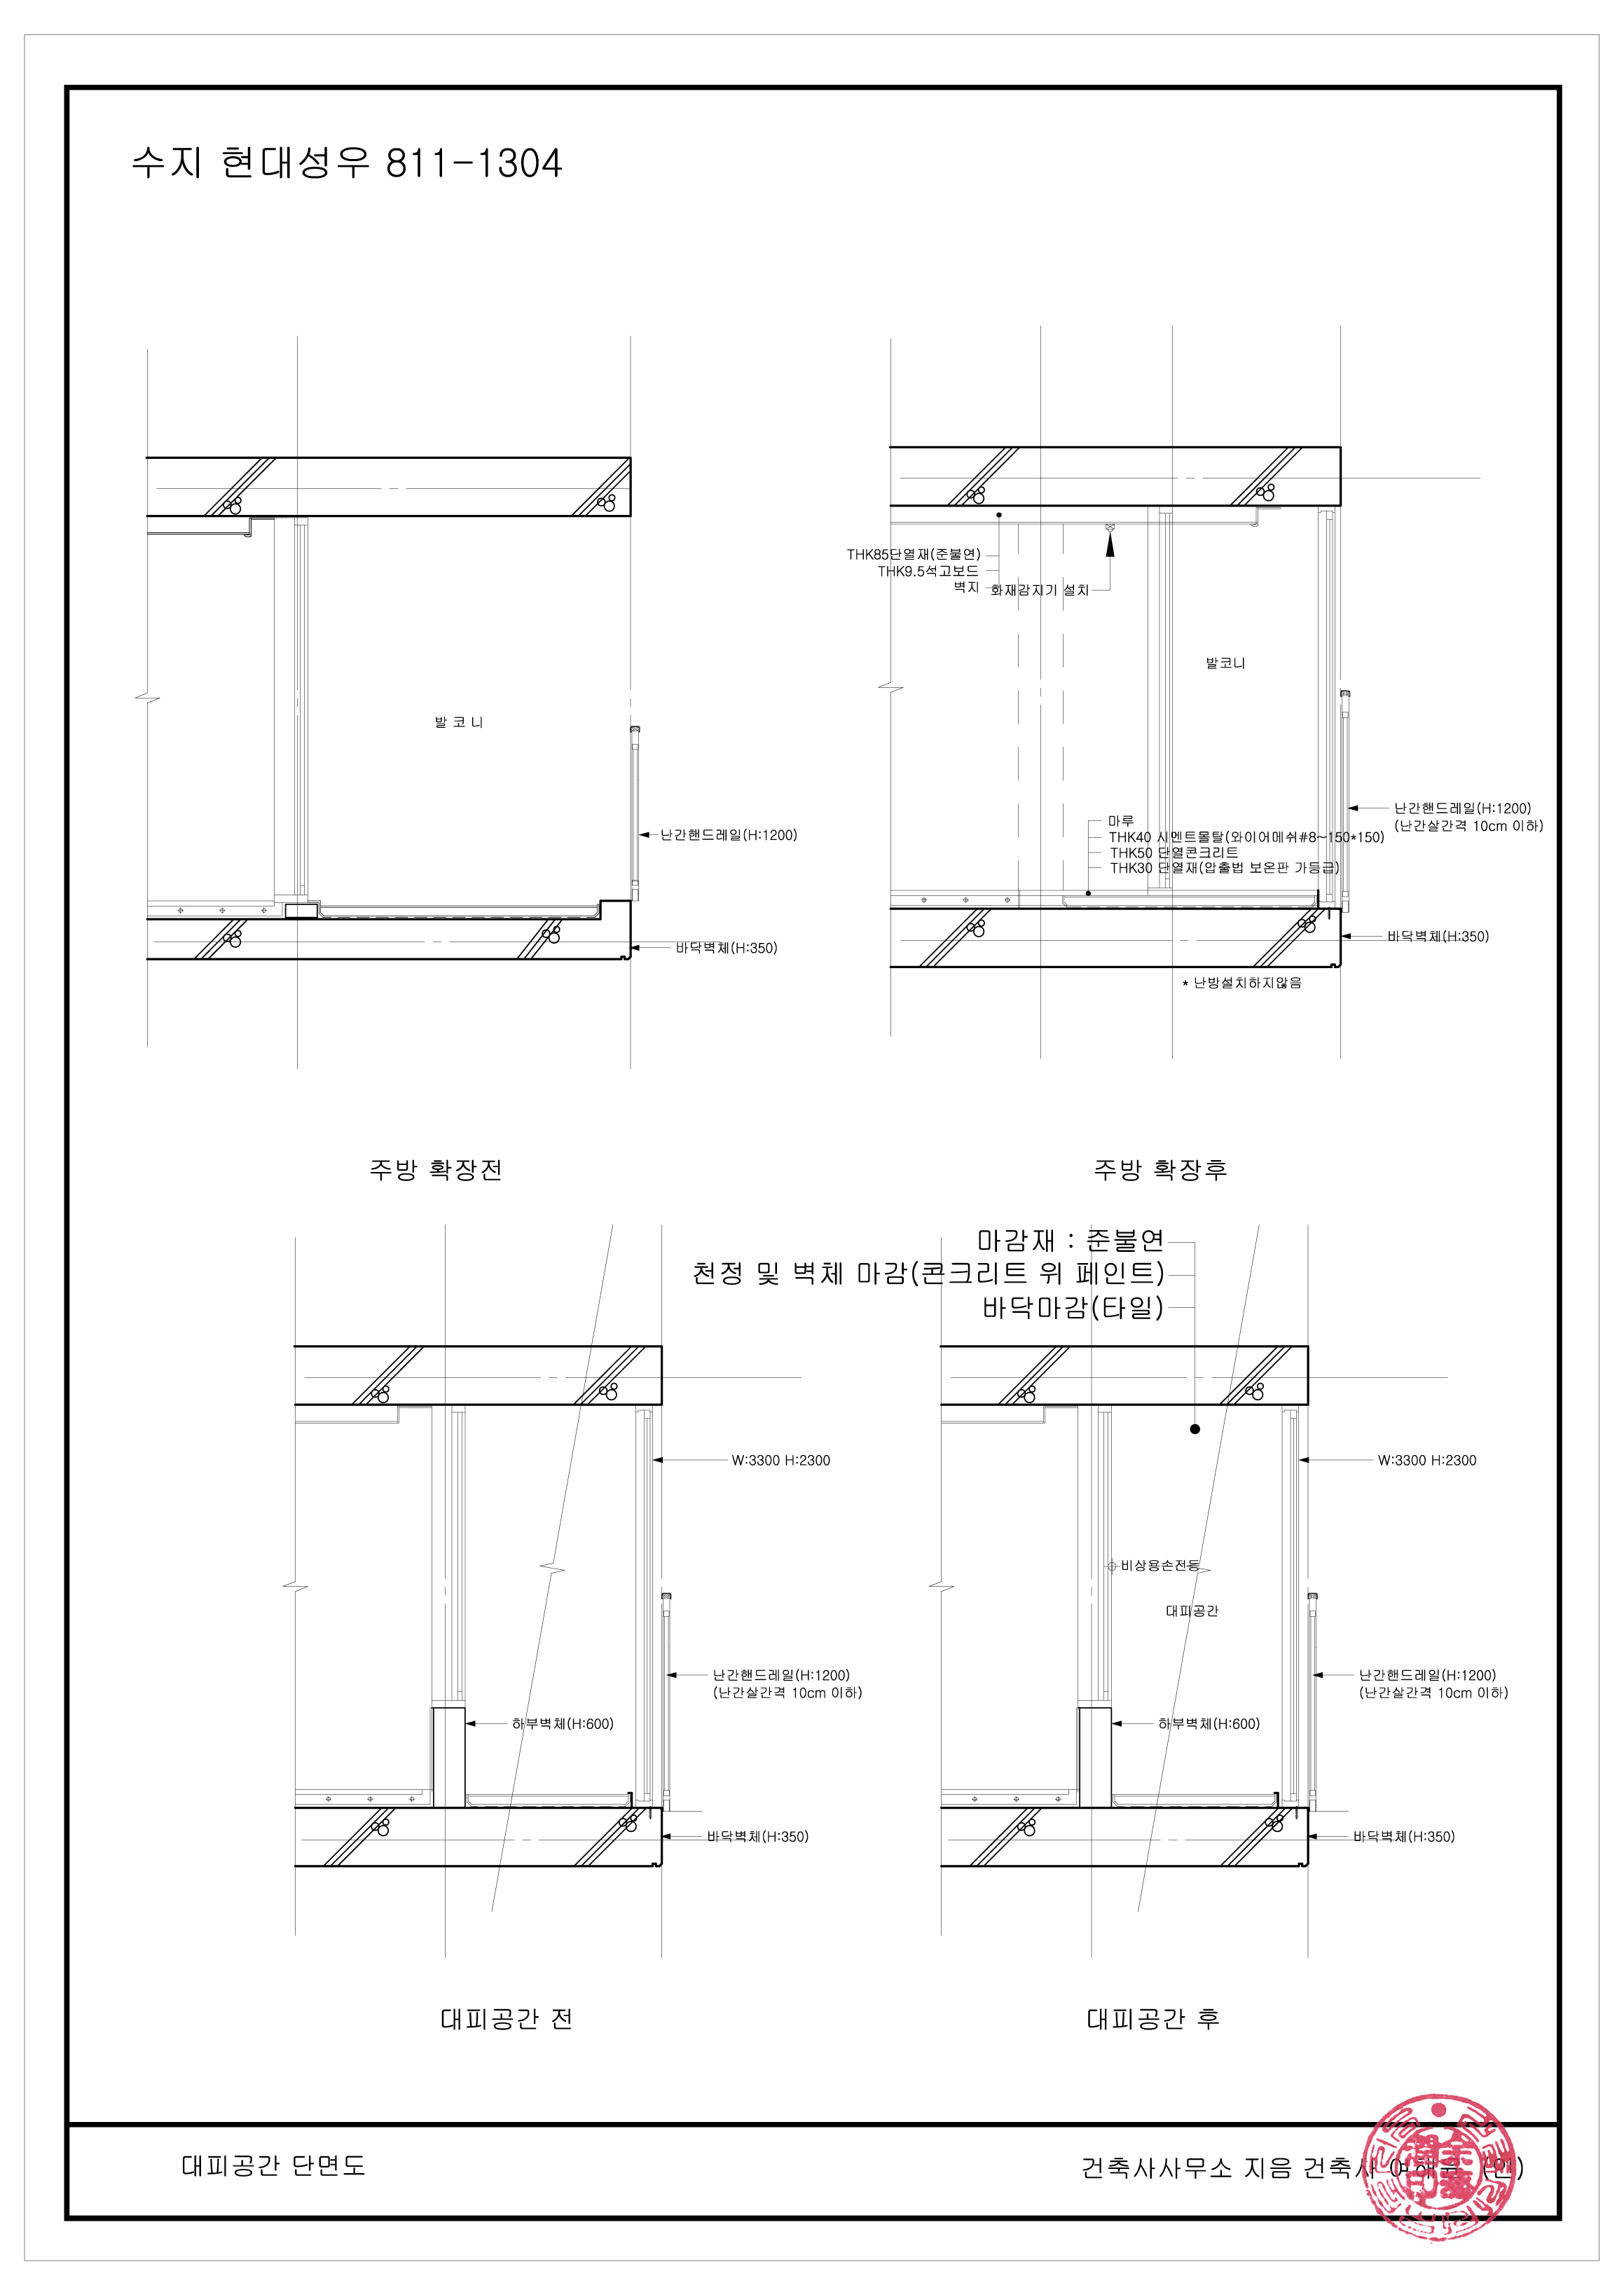 수지 현대성우 811-1304
발 코 니
난간핸드레일(H:1200)
바닥벽체(H:350)
주방 확장전
THK85단열재(준불연)
THK9.5석고보드
벽지
화재감지기 설치
발코니
난간핸드레일(H:1200)
(난간살간격 10cm 이하)
마루
THK40 시멘트몰탈(와이어메쉬#8~150*150)
THK50 단열콘크리트
THK30 단열재(압출법 보온판 가등급)
바닥벽체(H:350)
* 난방설치하지않음
주방 확장후
W:3300 H:2300
난간핸드레일(H:1200)
(난간살간격 10cm 이하)
하부벽체(H:600)
바닥벽체(H:350)
대피공간 전
마감재 : 준불연
천정 및 벽체 마감(콘크리트 위 페인트)
바닥마감(타일)
W:3300 H:2300
비상용손전등
대피공간
난간핸드레일(H:1200)
(난간살간격 10cm 이하)
하부벽체(H:600)
바닥벽체(H:350)
대피공간 후
대피공간 단면도
건축사사무소 지음 건축사 (인)